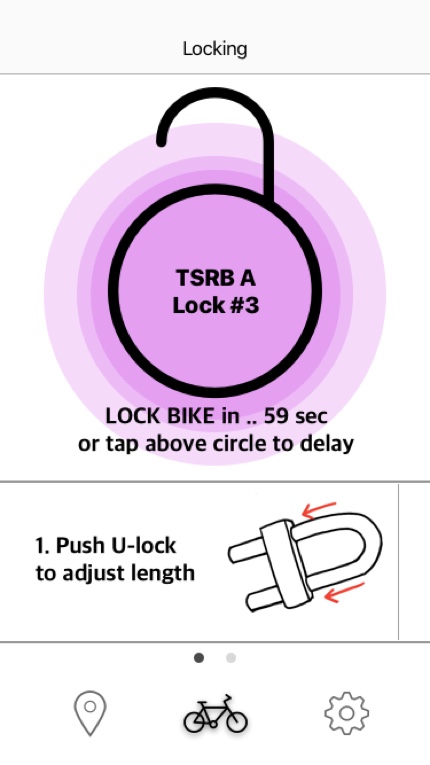 Locking
TSRB A
Lock #3
LOCK BIKE in .. 59 sec
or tap above circle to delay
1. Push U-lock
to adjust length